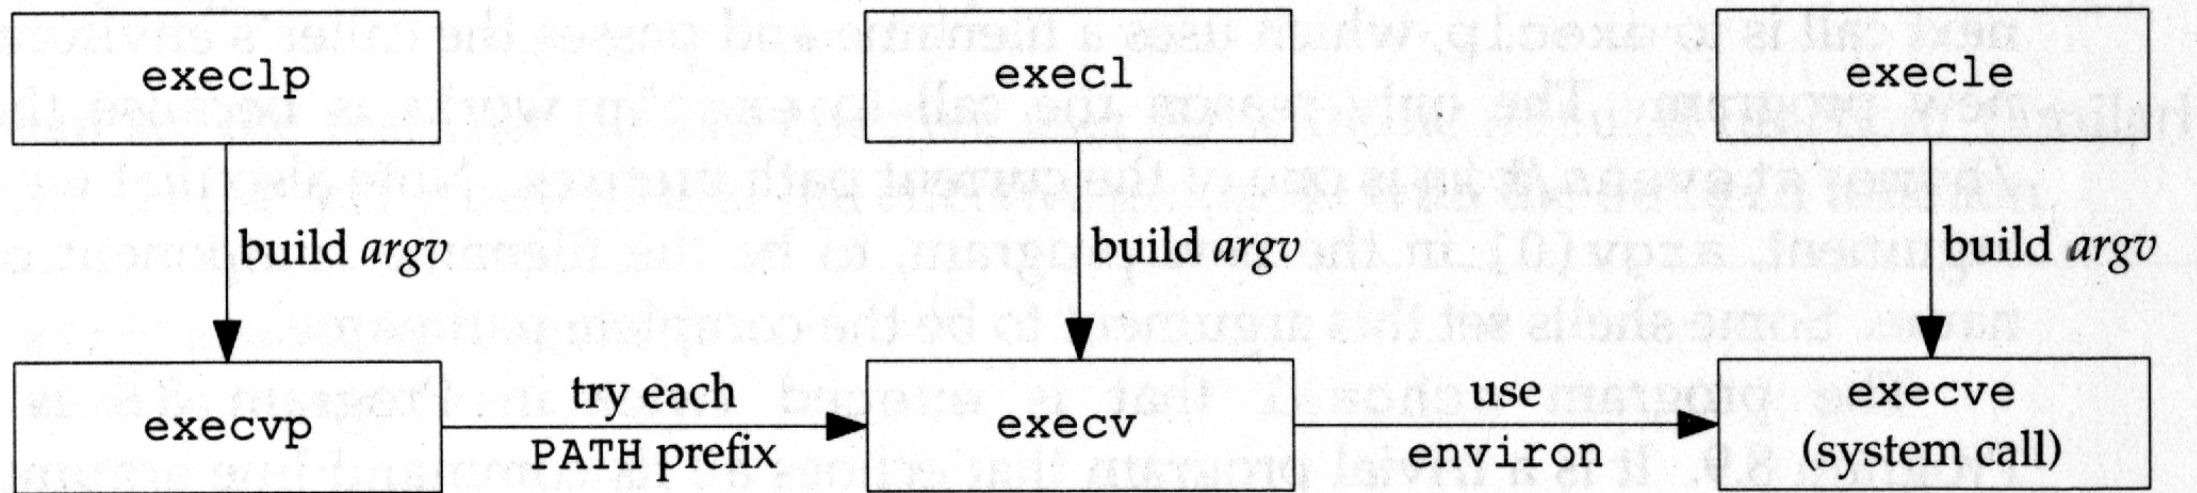 execlp
execl
execle
build argv
build argv
build argv
execvp
try each
PATH prefix
execv
use
environ
execve
(system call)